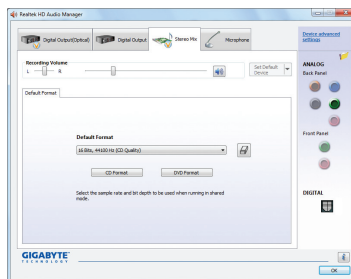 Realtek HD Audio Manager
Digital Output(Optical)
Digital Output
Stereo Mix
Microphone
Device advanced
settings
Recording Volume
L
R
Set Default
Device
ANALOG
Back Panel
Default Format
Default Format
16 Bits, 44100 Hz (CD Quality)
CD Format
DVD Format
Select the sample rate and bit depth to be used when running in shared
mode.
Front Panel
DIGITAL
GIGABYTE™
TECHNOLOGY
OK